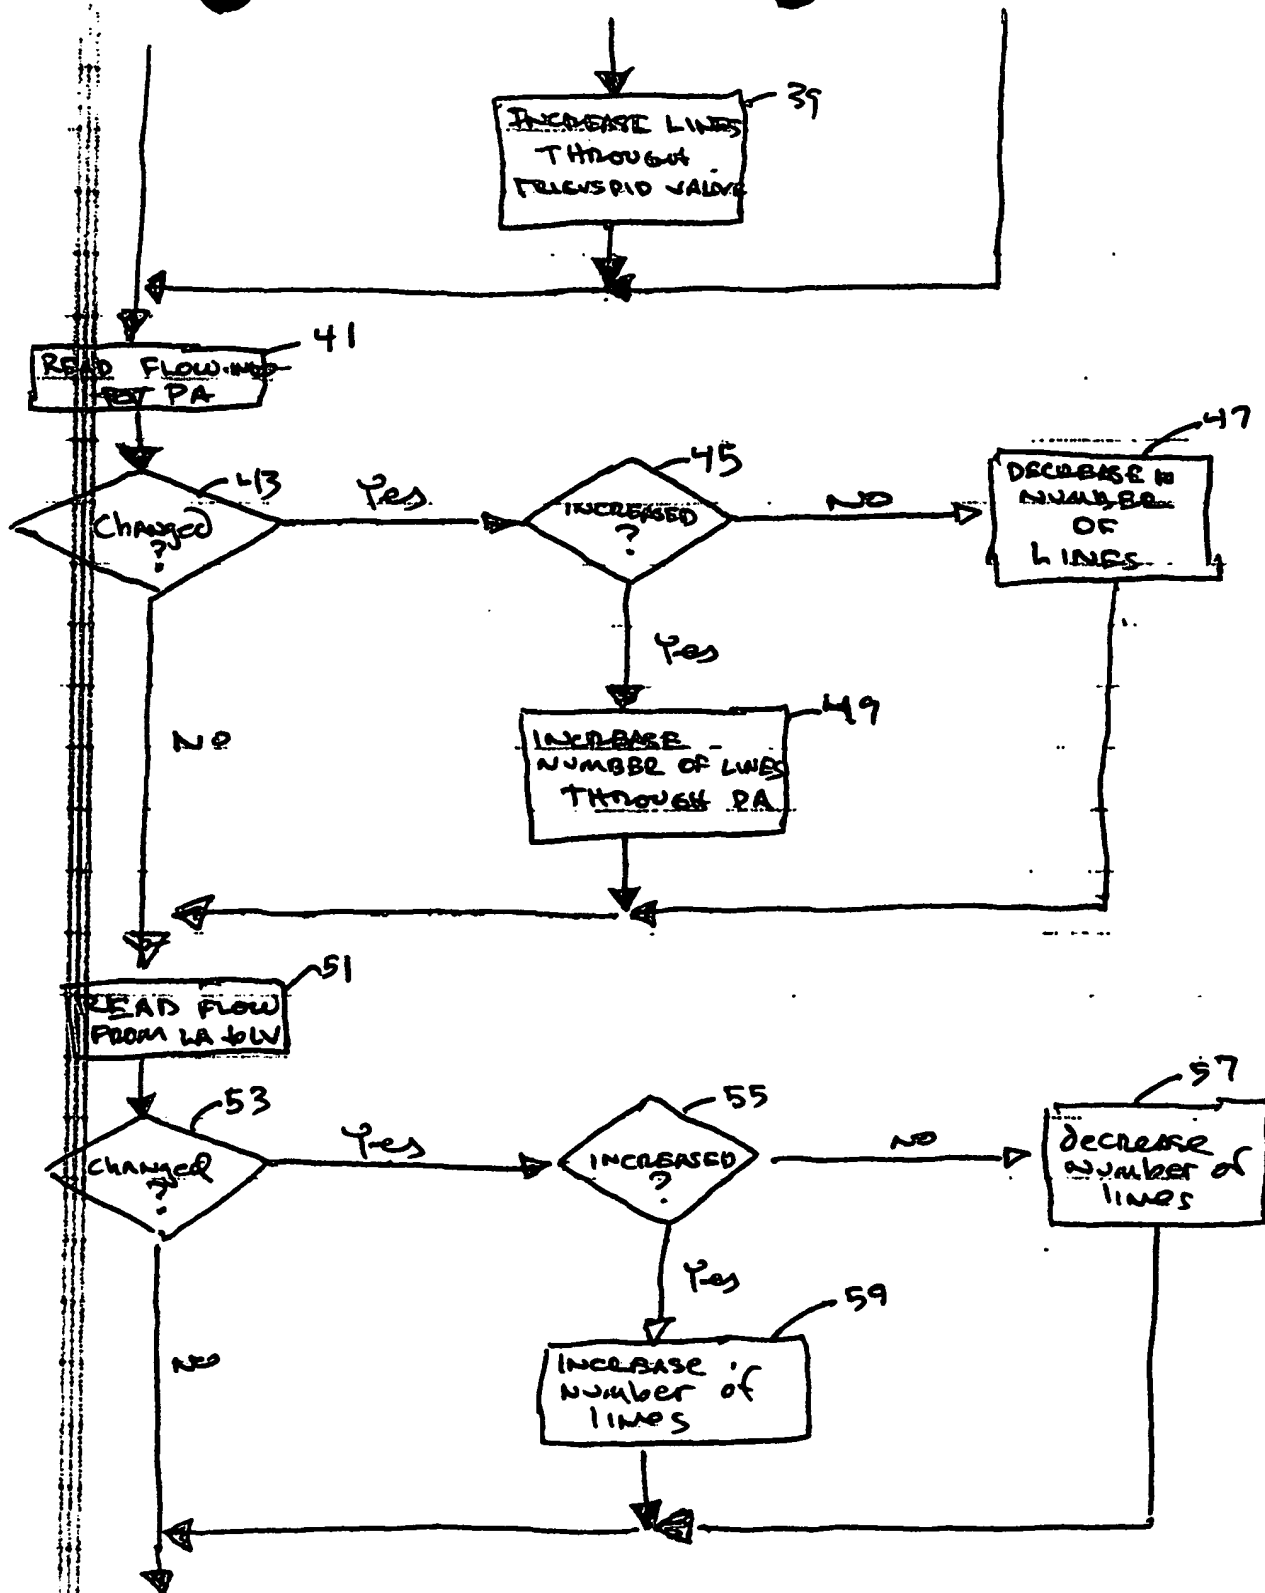 39
INCREASE LINES
THROUGH
TRICUSPID VALVE
41
READ FLOW INTO
PA
43
Changed
?
Yes
45
INCREASED
?
NO
47
DECREASE
NUMBER
OF
LINES
Yes
NO
49
INCREASE
NUMBER OF LINES
THROUGH PA
51
READ FLOW
FROM LA to LV
53
Changed
?
Yes
55
INCREASED
?
NO
57
decrease
number of
lines
Yes
NO
59
INCREASE
Number of
lines